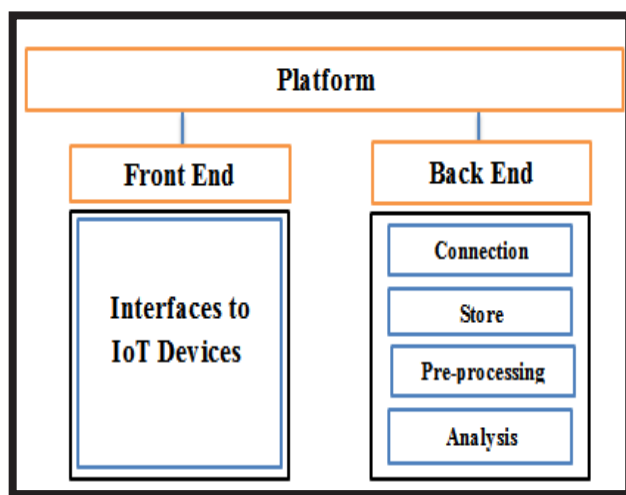 Platform
Front End
Interfaces to
IoT Devices
Back End
Connection
Store
Pre-processing
Analysis